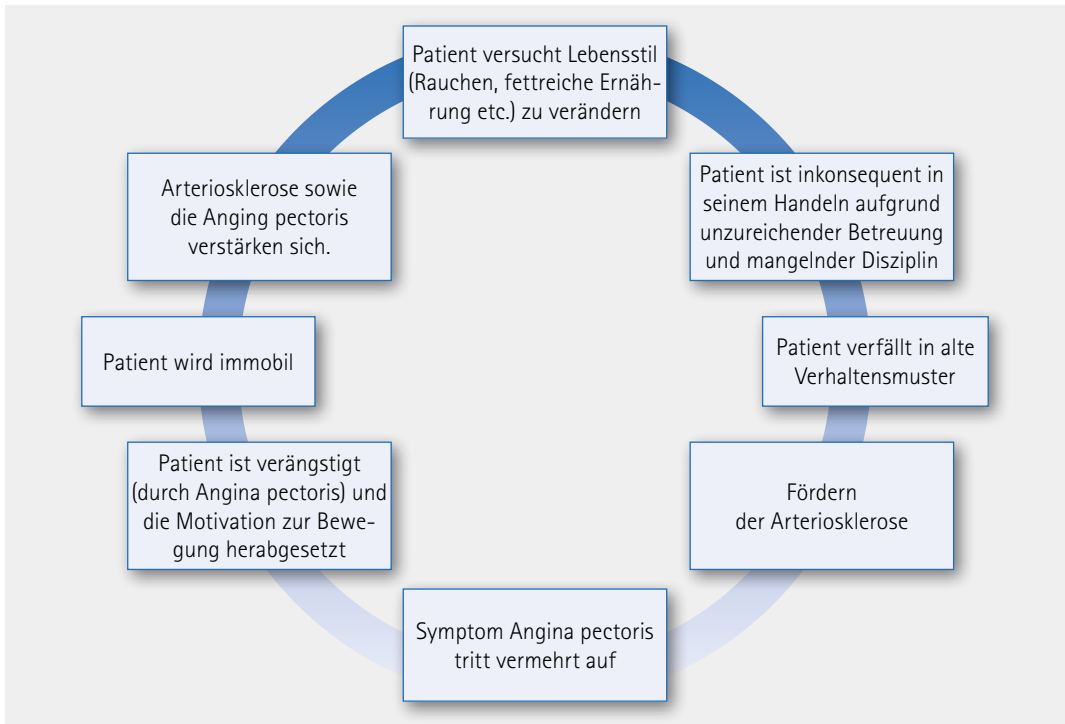 Patient versucht Lebensstil
(Rauchen, fettreiche Ernäh-
rung etc.) zu verändern
Patient ist inkonsequent in
seinem Handeln aufgrund
unzureichender Betreuung
und mangelnder Disziplin
Patient verfällt in alte
Verhaltensmuster
Fördern
der Arteriosklerose
Symptom Angina pectoris
tritt vermehrt auf
Patient ist verängstigt
(durch Angina pectoris) und
die Motivation zur Bewe-
gung herabgesetzt
Patient wird immobil
Arteriosklerose sowie
die Anging pectoris
verstärken sich.